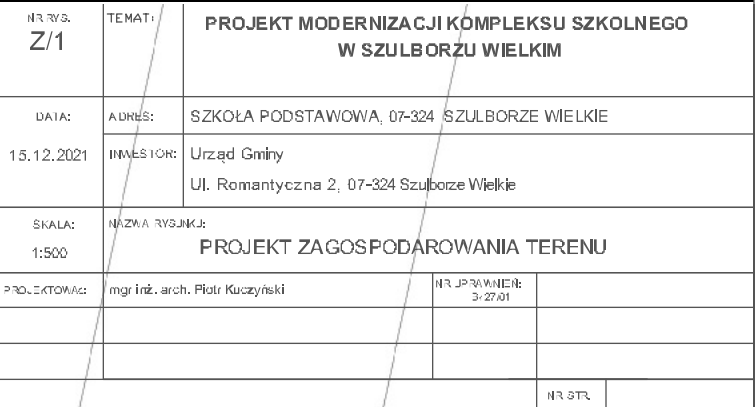 NR RYS.
Z/1
TEMAT:
PROJEKT MODERNIZACJI KOMPLEKSU SZKOLNEGO
W SZULBORZU WIELKIM
DATA:
15.12.2021
ADRES:
SZKOŁA PODSTAWOWA, 07-324 SZULBORZE WIELKIE
INWESTOR:
Urząd Gminy
Ul. Romantyczna 2, 07-324 Szulborze Wielkie
SKALA:
1:500
NAZWA RYSUNKU:
PROJEKT ZAGOSPODAROWANIA TERENU
PROJEKTOWAŁ:
mgr inż. arch. Piotr Kuczyński
NR UPRAWNIEŃ:
NR STR.